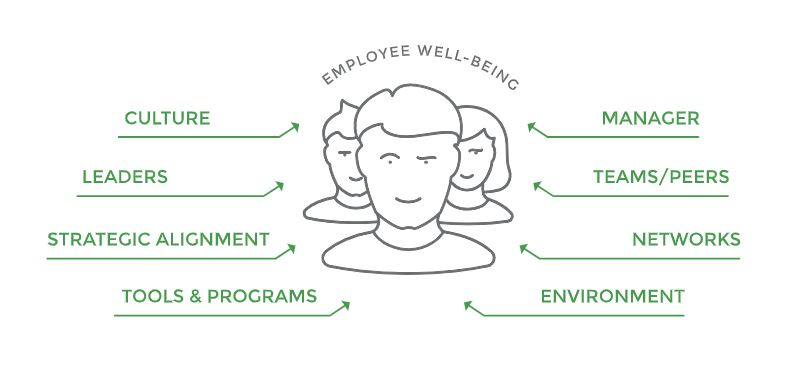 EMPLOYEE WELL-BEING
CULTURE
MANAGER
LEADERS
TEAMS/PEERS
STRATEGIC ALIGNMENT
NETWORKS
TOOLS & PROGRAMS
ENVIRONMENT